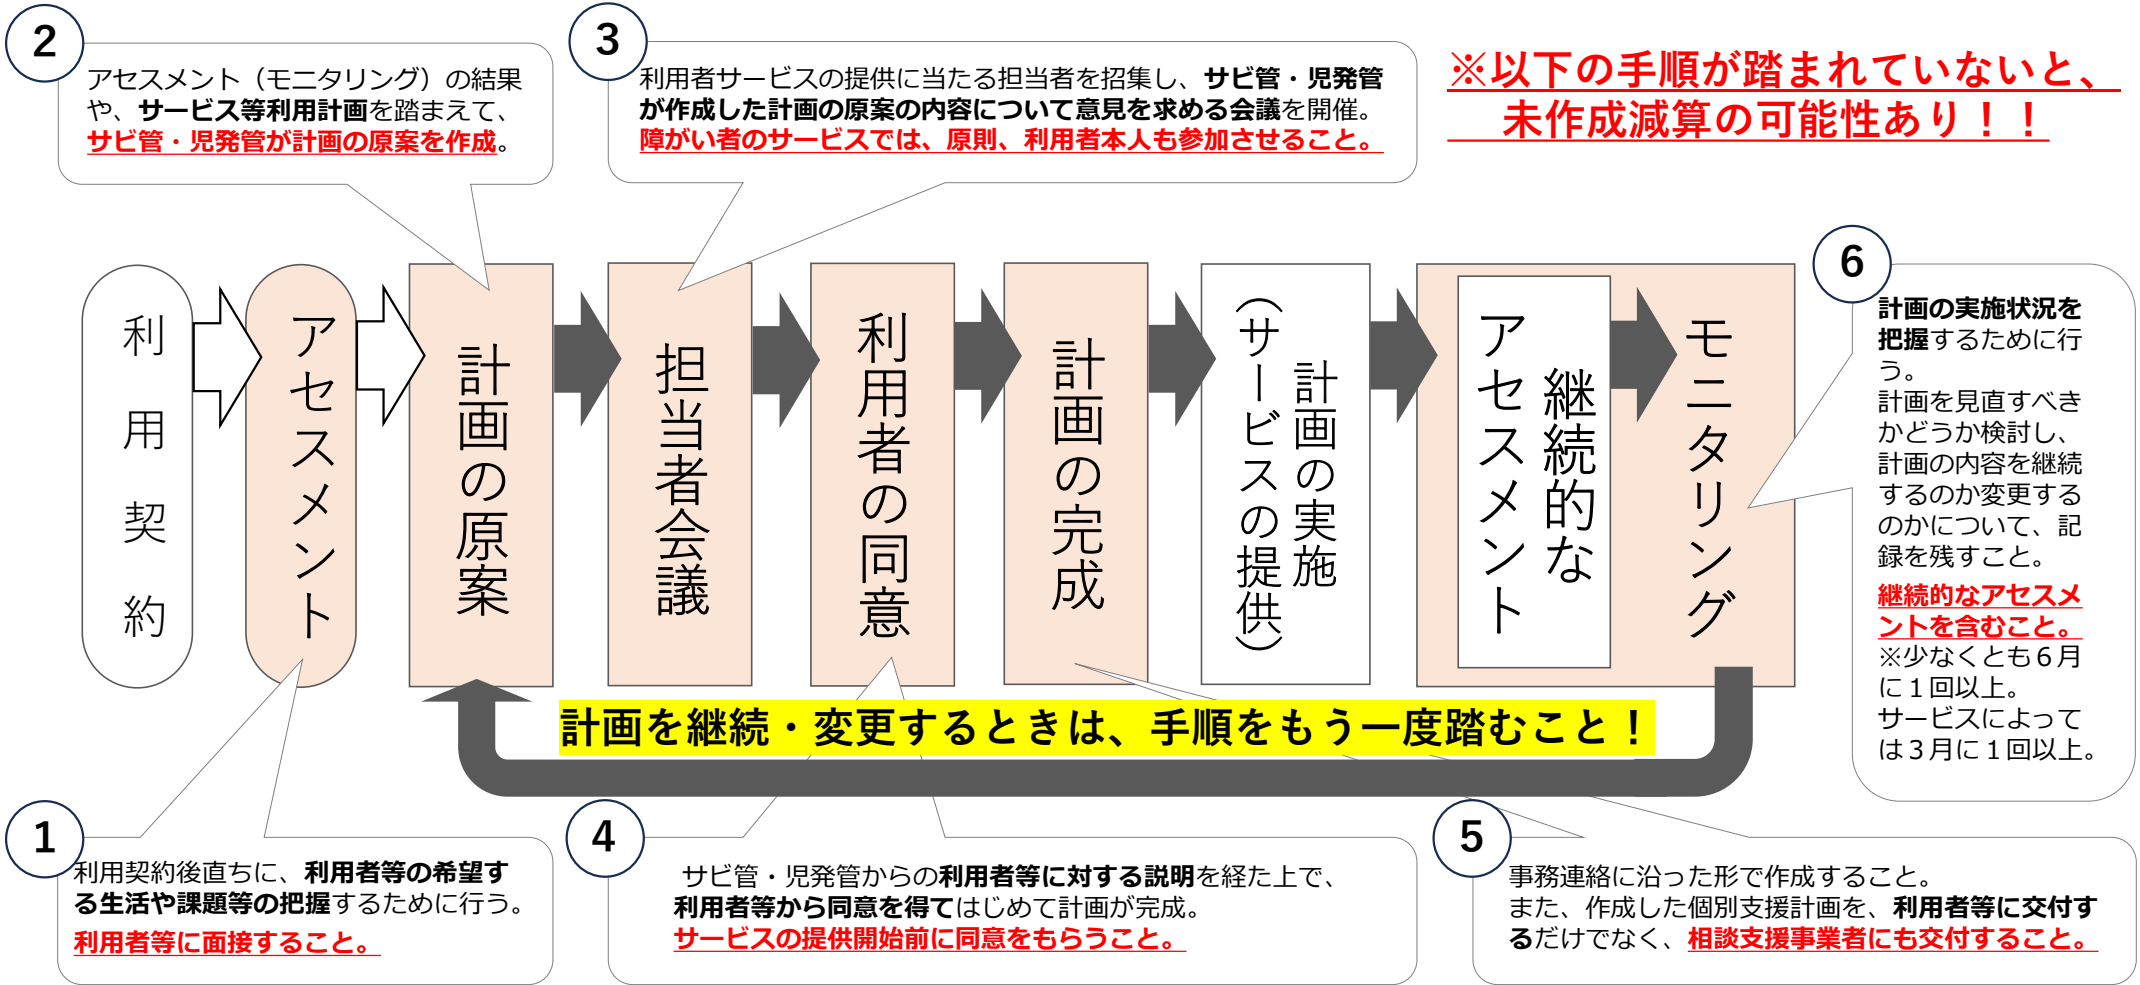 ※以下の手順が踏まれていないと、
未作成減算の可能性あり！！
2
アセスメント（モニタリング）の結果
や、サービス等利用計画を踏まえて、
サビ管・児発管が計画の原案を作成。
3
利用者サービスの提供に当たる担当者を招集し、サビ管・児発管
が作成した計画の原案の内容について意見を求める会議を開催。
障がい者のサービスでは、原則、利用者本人も参加させること。
利用契約
アセスメント
計画の原案
担当者会議
利用者の同意
計画の完成
計画の実施
（サービスの提供）
継続的な
アセスメント
モニタリング
6
計画の実施状況を
把握するために行
う。
計画を見直すべき
かどうか検討し、
計画の内容を継続
するのか変更する
のかについて、記
録を残すこと。
継続的なアセスメ
ントを含むこと。
※少なくとも６月
に１回以上。
サービスによって
は３月に１回以上。
計画を継続・変更するときは、手順をもう一度踏むこと！
1
利用契約後直ちに、利用者等の希望す
る生活や課題等の把握するために行う。
利用者等に面接すること。
4
サビ管・児発管からの利用者等に対する説明を経た上で、
利用者等から同意を得てはじめて計画が完成。
サービスの提供開始前に同意をもらうこと。
5
事務連絡に沿った形で作成すること。
また、作成した個別支援計画を、利用者等に交付す
るだけでなく、相談支援事業者にも交付すること。